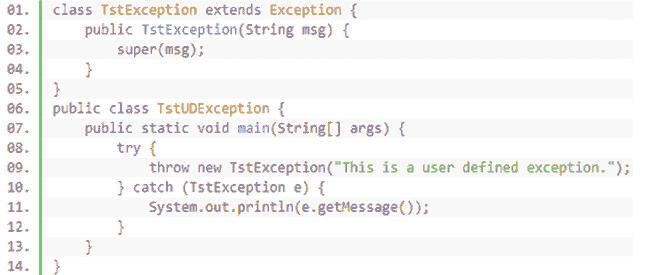 01. class TstException extends Exception {
02.     public TstException(String msg) {
03.         super(msg);
04.     }
05. }
06. public class TstUDException {
07.     public static void main(String[] args) {
08.         try {
09.             throw new TstException("This is a user defined exception.");
10.         } catch (TstException e) {
11.             System.out.println(e.getMessage());
12.         }
13.     }
14. }